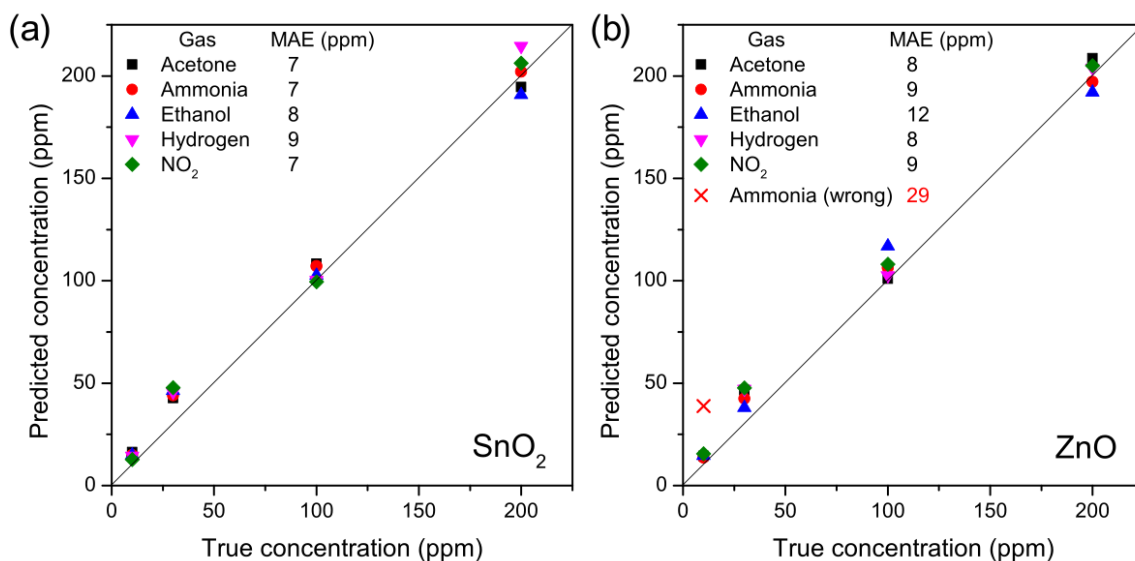 (a)
Gas MAE (ppm)
Acetone 7
Ammonia 7
Ethanol 8
Hydrogen 9
NO₂ 7
200
150
100
50
0
Predicted concentration (ppm)
SnO₂
0 50 100 150 200
True concentration (ppm)
(b)
Gas MAE (ppm)
Acetone 8
Ammonia 9
Ethanol 12
Hydrogen 8
NO₂ 9
Ammonia (wrong) 29
200
150
100
50
0
Predicted concentration (ppm)
ZnO
0 50 100 150 200
True concentration (ppm)